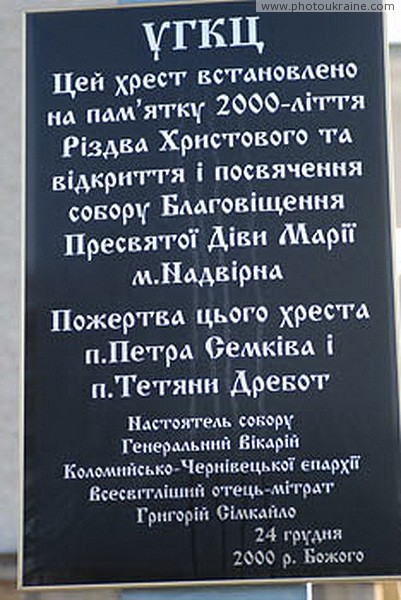 www.photoukraine.com
УГКЦ
Цей хрест встановлено
на пам'ятку 2000-ліття
Різдва Христового та
відкриття і посвячення
собору Благовіщення
Пресвятої Діви Марії
м.Надвірна
Пожертва цього хреста
п.Петра Семківа і
п.Тетяни Дребот
Настоятель собору
Генеральний Вікарій
Коломийсько-Чернівецької єпархії
Всесвітліший отець-мітрат
Григорій Сімкайло
24 грудня
2000 р. Божого